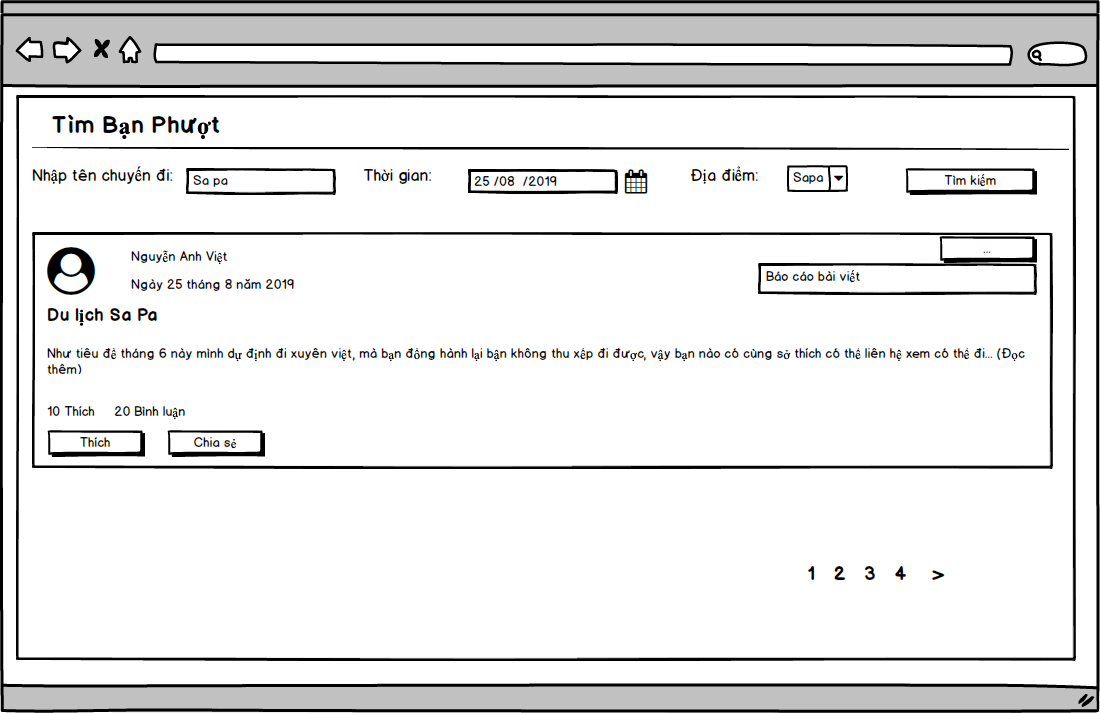 Tìm Bạn Phượt
Nhập tên chuyến đi: Sa pa Thời gian: 25 /08 /2019 Địa điểm: Sapa Tìm kiếm
Nguyễn Anh Việt ...
Ngày 25 tháng 8 năm 2019 Báo cáo bài viết
Du lịch Sa Pa
Như tiêu đề tháng 6 này mình dự định đi xuyên việt, mà bạn đồng hành lại bận không thu xếp đi được, vậy bạn nào có cùng sở thích có thể liên hệ xem có thể đi... (Đọc
thêm)
10 Thích 20 Bình luận
Thích Chia sẻ
1 2 3 4 >